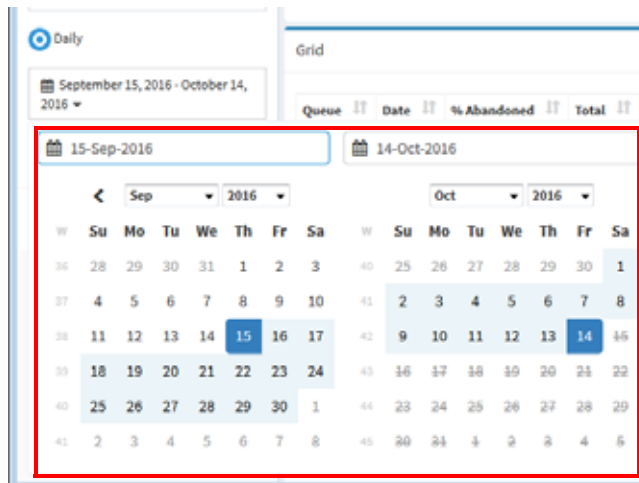 Daily
Grid
September 15, 2016 - October 14,
2016
Queue Date % Abandoned Total
15-Sep-2016 14-Oct-2016
Sep 2016 Oct 2016
W Su Mo Tu We Th Fr Sa W Su Mo Tu We Th Fr Sa
36 28 29 30 31 1 2 3 40 25 26 27 28 29 30 1
37 4 5 6 7 8 9 10 41 2 3 4 5 6 7 8
38 11 12 13 14 15 16 17 42 9 10 11 12 13 14 15
39 18 19 20 21 22 23 24 43 16 17 18 19 20 21 22
40 25 26 27 28 29 30 1 44 23 24 25 26 27 28 29
41 2 3 4 5 6 7 8 45 30 31 1 2 3 4 5